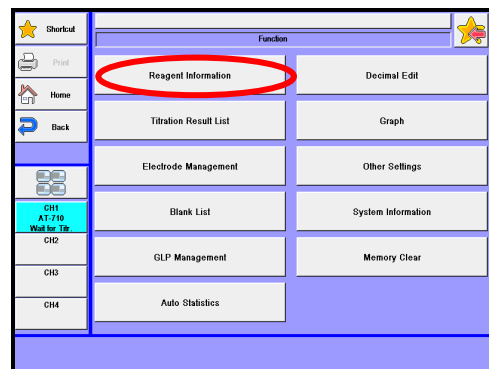 Shortcut
Function
Print
Home
Back
CH1
AT-710
Wait for Titr.
CH2
CH3
CH4
Reagent Information
Decimal Edit
Titration Result List
Graph
Electrode Management
Other Settings
Blank List
System Information
GLP Management
Memory Clear
Auto Statistics